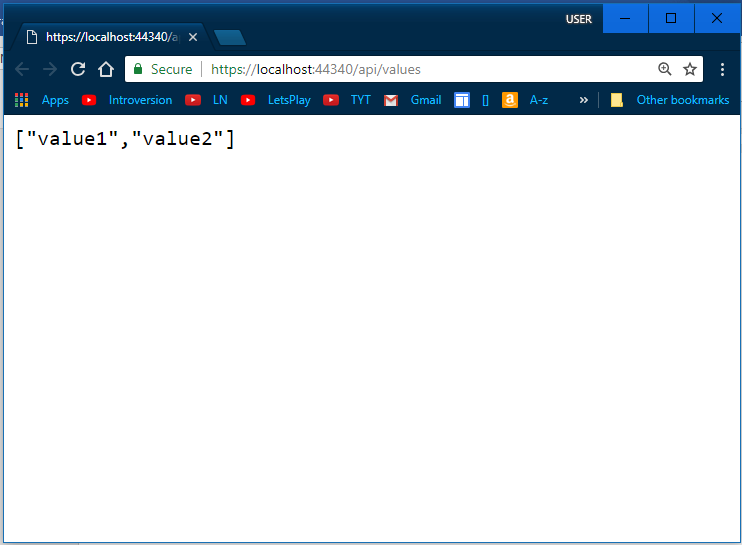 USER
https://localhost:44340/a
Secure https://localhost:44340/api/values
Apps Introversion LN LetsPlay TYT Gmail [] a A-z » Other bookmarks
["value1","value2"]